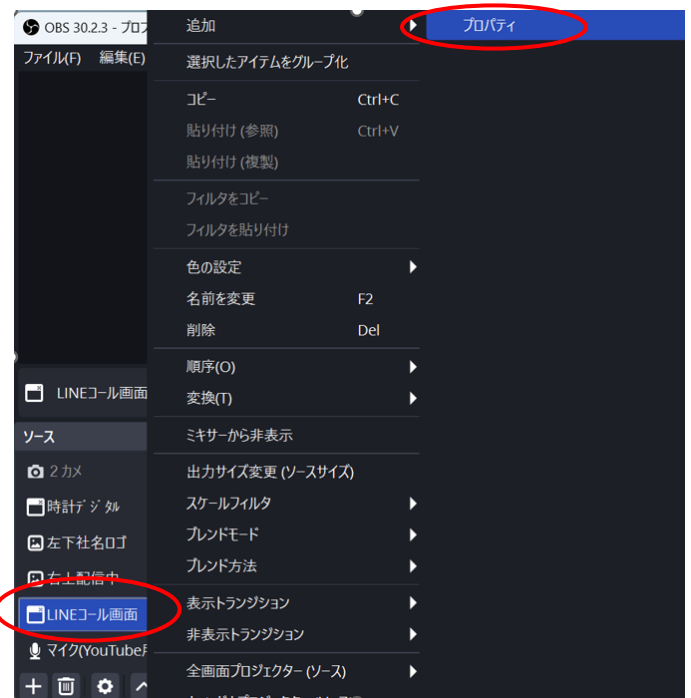 OBS 30.2.3 - プロフ
ファイル(F) 編集(E)
追加
選択したアイテムをグループ化
コピー Ctrl+C
貼り付け (参照) Ctrl+V
貼り付け (複製)
フィルタをコピー
フィルタを貼り付け
色の設定
名前を変更 F2
削除 Del
順序(O)
変換(T)
ミキサーから非表示
出力サイズ変更 (ソースサイズ)
スケールフィルタ
ブレンドモード
ブレンド方法
表示トランジション
非表示トランジション
全画面プロジェクター (ソース)
プロパティ
LINEコール画面
ソース
2 カメ
時計デジタル
左下社名ロゴ
右上配信中
LINEコール画面
マイク(YouTube用